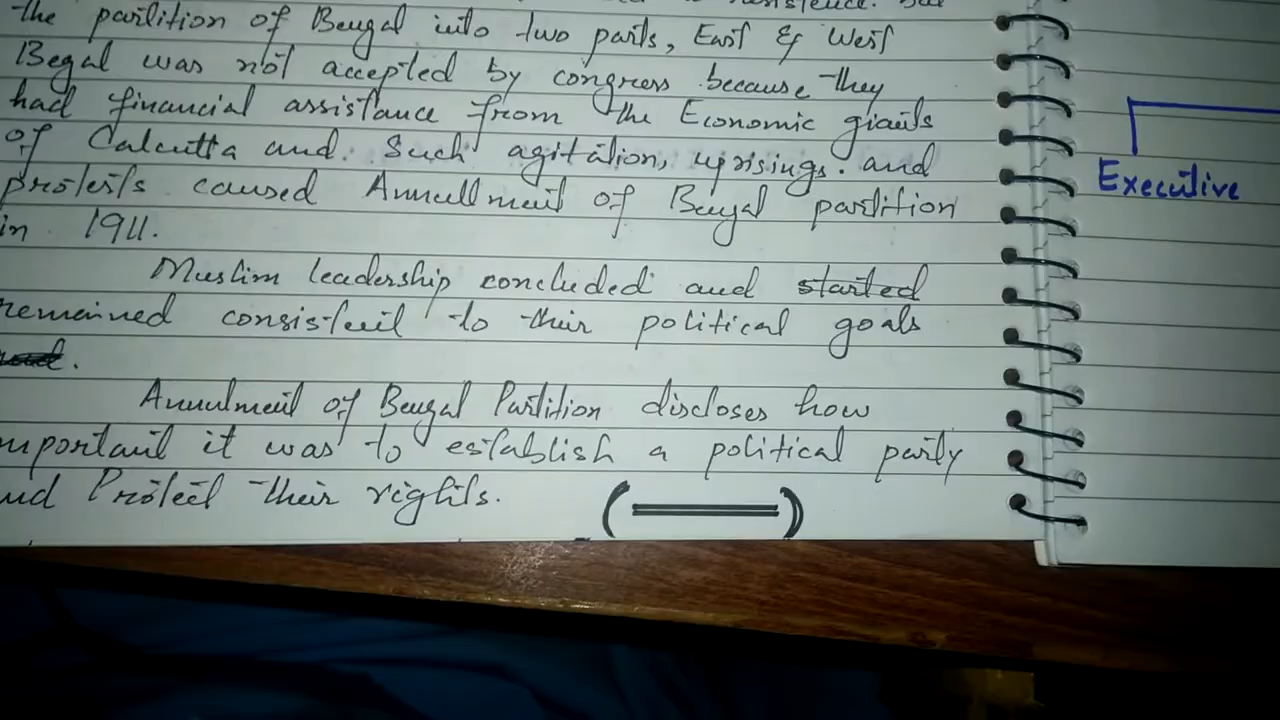 the partition of Bengal into two parts, East & West
Begal was not accepted by congress because they
had financial assistance from the Economic giants
of Calcutta and. Such agitation, uprisings. and
protests caused Annullment of Bengal partition
in 1911.
Muslim leadership concluded and started
remained consistent to their political goals
Annulment of Bengal Partition discloses how
mportant it was to establish a political party
nd Protect their rights.
Executive